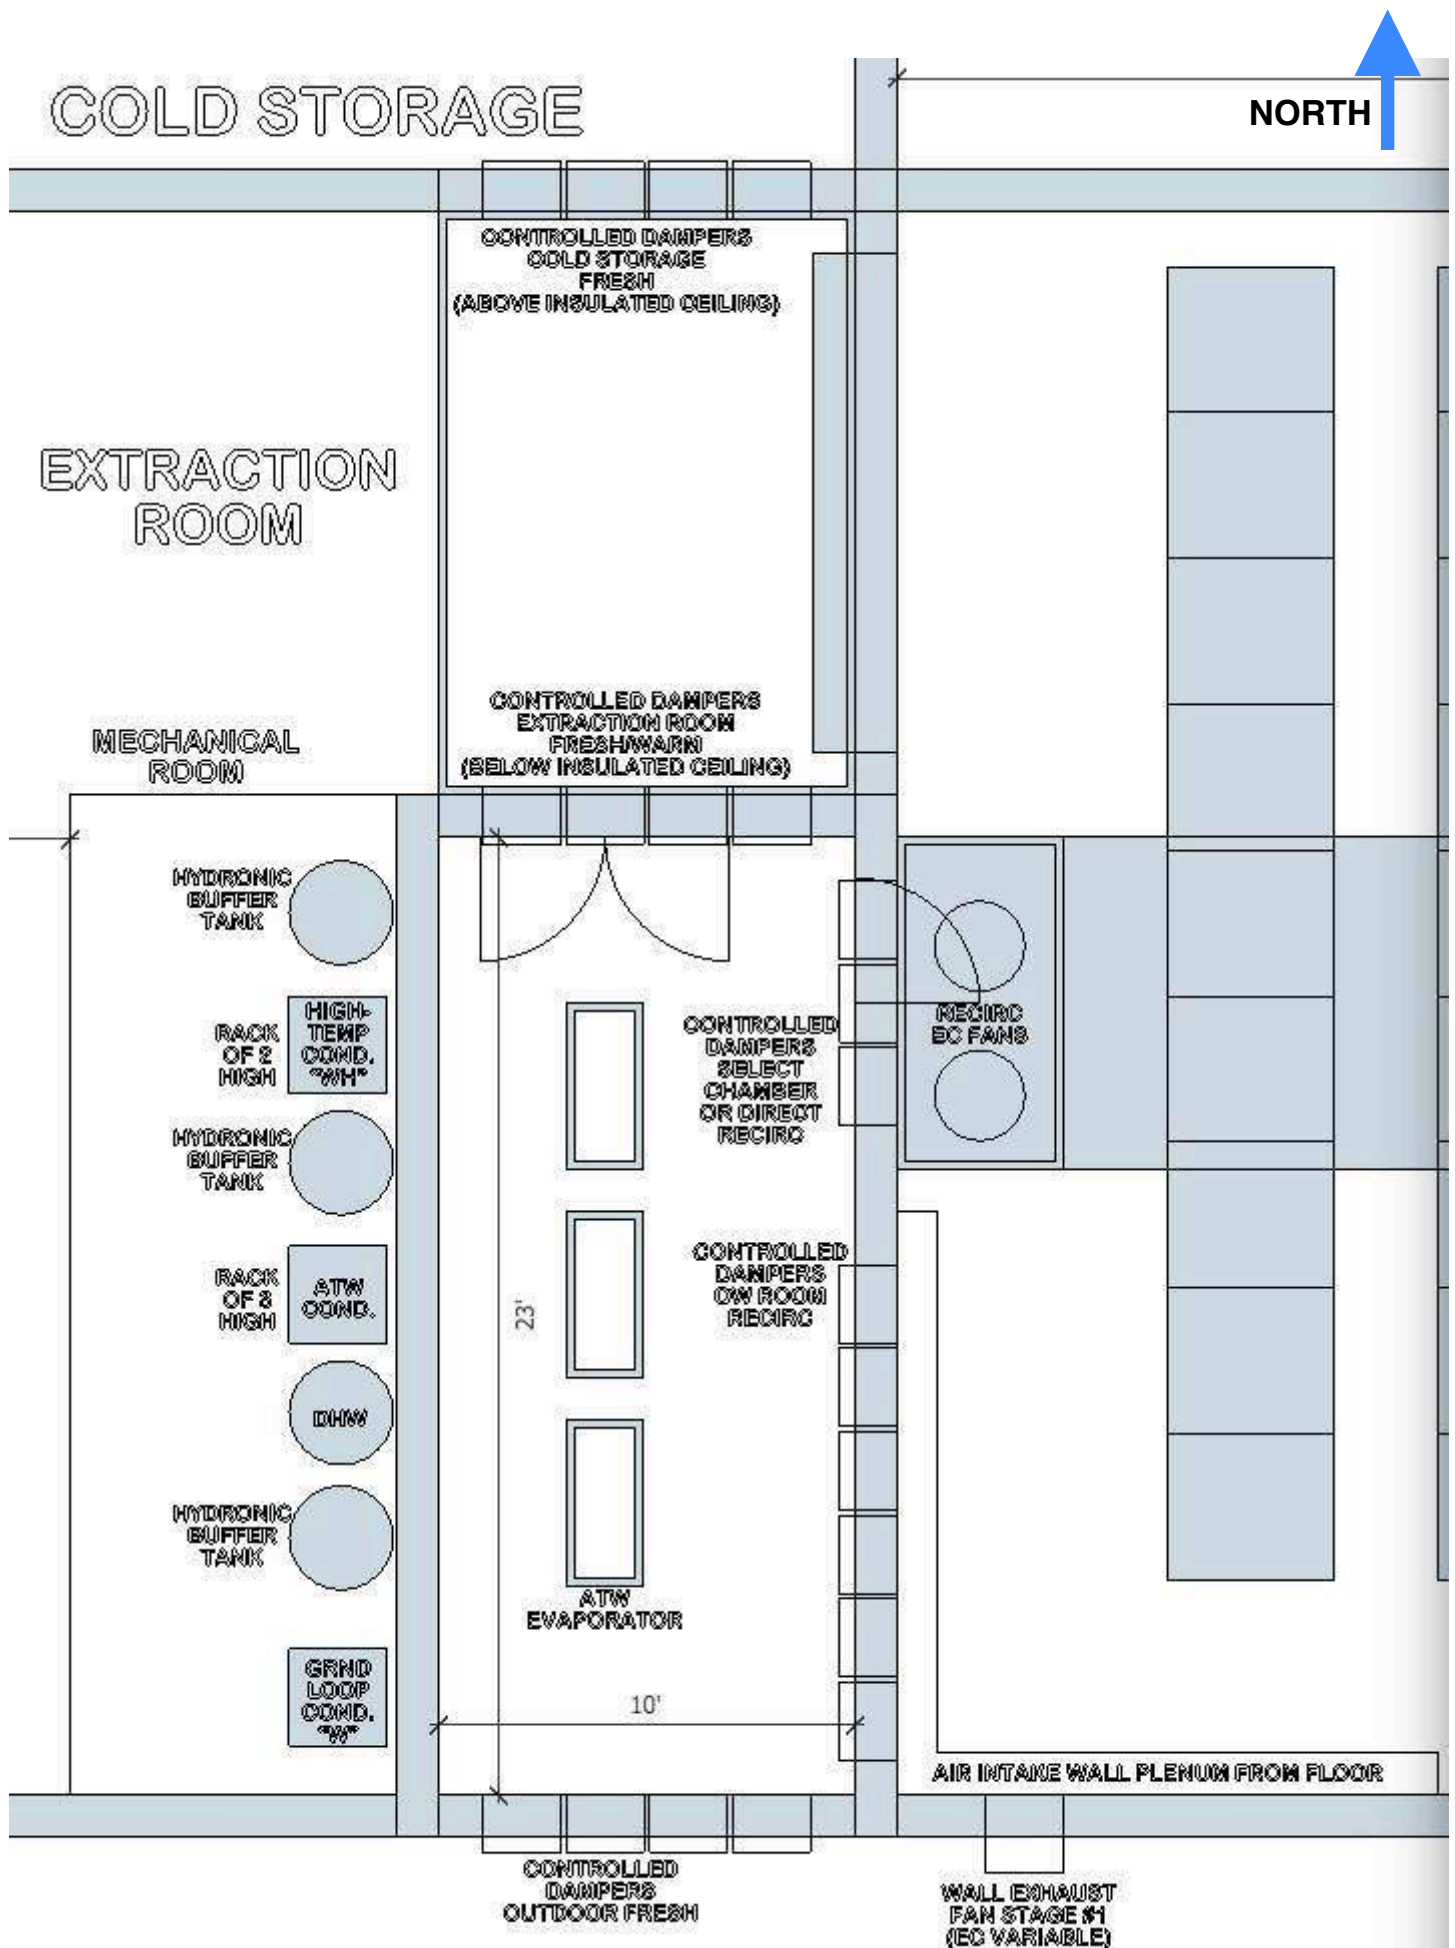 NORTH
COLD STORAGE
CONTROLLED DAMPERS
COLD STORAGE
FRESH
(ABOVE INSULATED CEILING)
EXTRACTION
ROOM
CONTROLLED DAMPERS
EXTRACTION ROOM
FRESH/WARM
(BELOW INSULATED CEILING)
MECHANICAL
ROOM
HYDRONIC
BUFFER
TANK
RACK
OF 2
HIGH
HIGH-
TEMP
COND.
"WH"
HYDRONIC
BUFFER
TANK
RACK
OF 3
HIGH
ATW
COND.
DHW
HYDRONIC
BUFFER
TANK
GRND
LOOP
COND.
"W"
CONTROLLED
DAMPERS
SELECT
CHAMBER
OR DIRECT
RECIRC
RECIRC
EC FANS
CONTROLLED
DAMPERS
OW ROOM
RECIRC
23'
ATW
EVAPORATOR
10'
AIR INTAKE WALL PLENUM FROM FLOOR
CONTROLLED
DAMPERS
OUTDOOR FRESH
WALL EXHAUST
FAN STAGE #1
(EC VARIABLE)